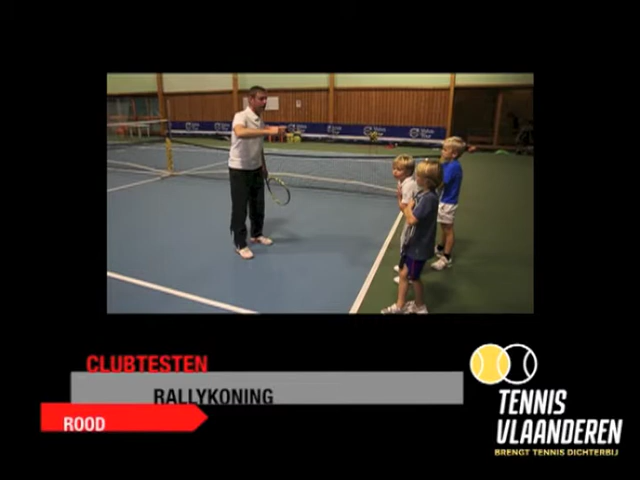 CLUBTESTEN
RALLYKONING
ROOD
TENNIS
VLAANDEREN
BRENGT TENNIS DICHTERBIJ